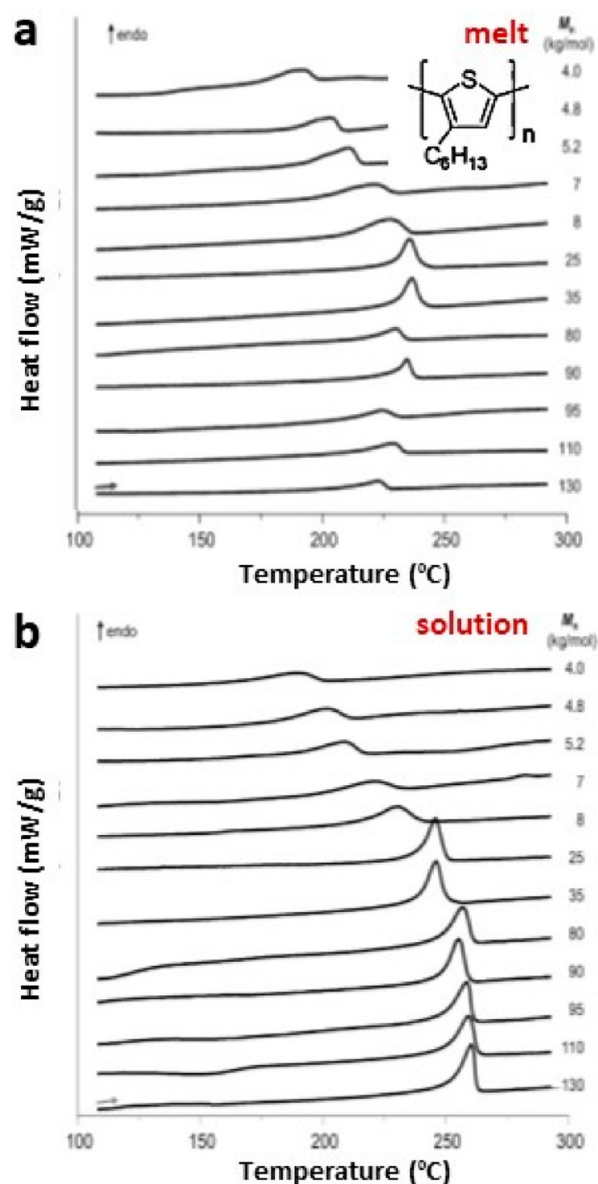 a
↑ endo
melt
Mn
(kg/mol)
4.0
4.8
5.2
7
8
25
35
80
90
95
110
130
S
n
C6H13
Heat flow (mW/g)
100 150 200 250 300
Temperature (ºC)
b
↑ endo
solution
Mn
(kg/mol)
4.0
4.8
5.2
7
8
25
35
80
90
95
110
130
Heat flow (mW/g)
100 150 200 250 300
Temperature (ºC)